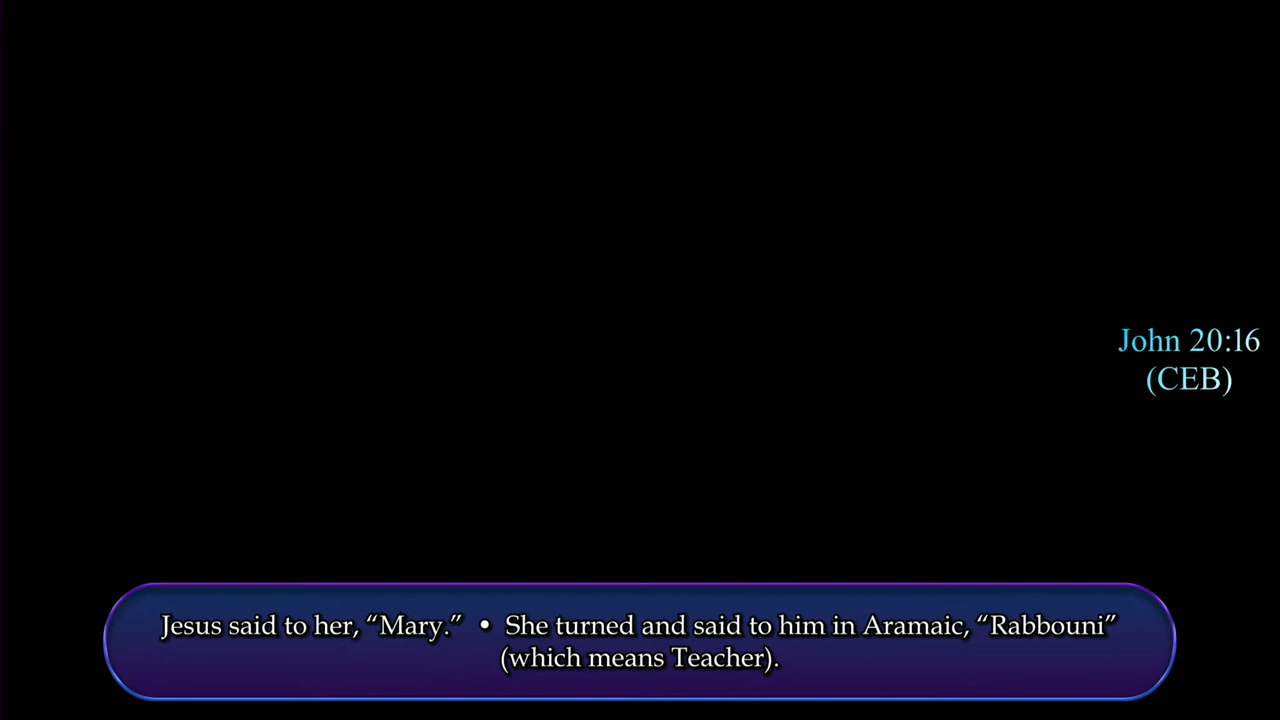 John 20:16
(CEB)
Jesus said to her, “Mary.” • She turned and said to him in Aramaic, “Rabbouni”
(which means Teacher).